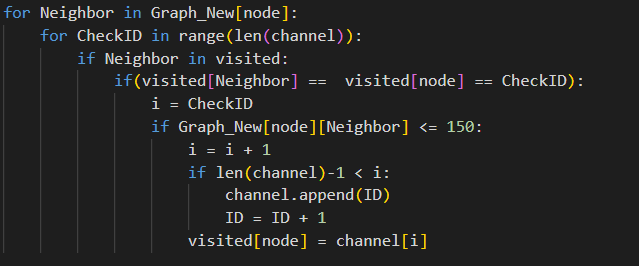 for Neighbor in Graph_New[node]:
    for CheckID in range(len(channel)):
        if Neighbor in visited:
            if(visited[Neighbor] ==  visited[node] == CheckID):
                i = CheckID
                if Graph_New[node][Neighbor] <= 150:
                    i = i + 1
                    if len(channel)-1 < i:
                        channel.append(ID)
                        ID = ID + 1
                    visited[node] = channel[i]